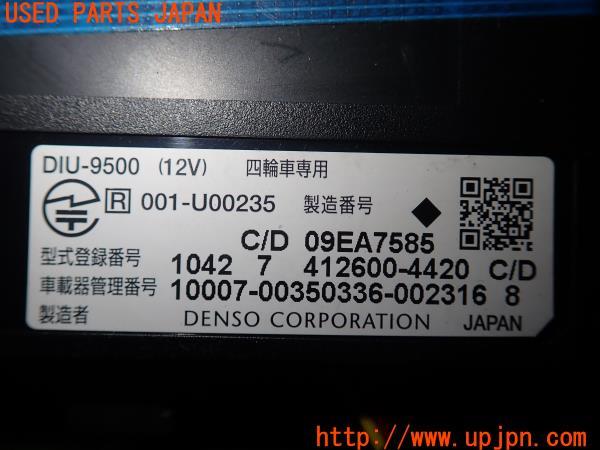 USED PARTS JAPAN
DIU-9500 (12V) 四輪車専用
R 001-U00235 製造番号
C/D 09EA7585
型式登録番号 1042 7 412600-4420 C/D
車載器管理番号 10007-00350336-002316 8
製造者 DENSO CORPORATION JAPAN
http://www.upjpn.com